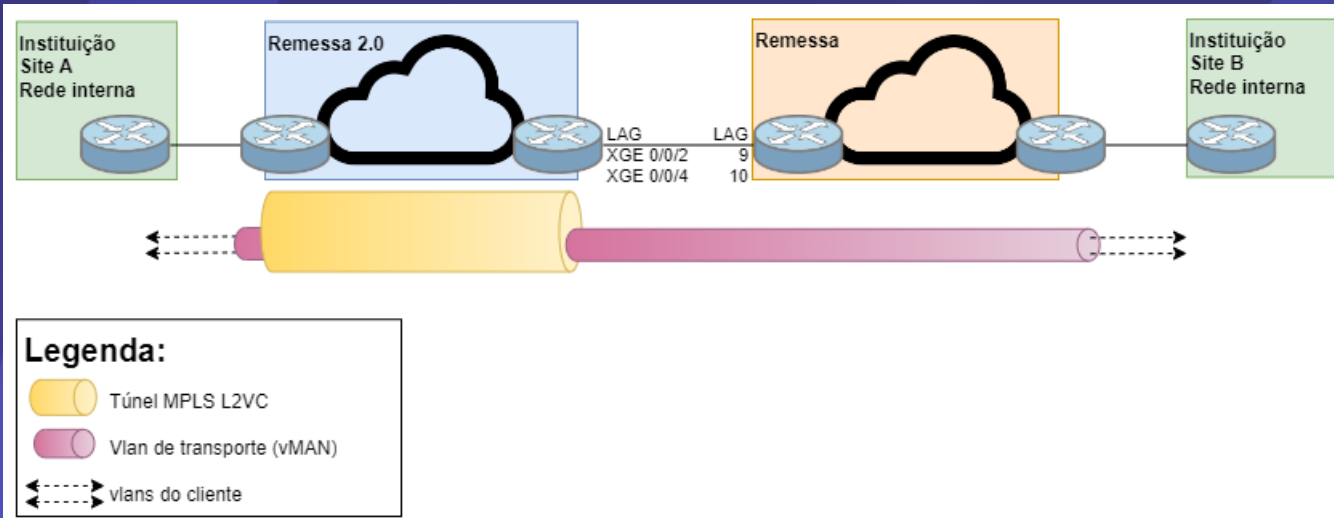 Instituição
Site A
Rede interna
Remessa 2.0
LAG
XGE 0/0/2
XGE 0/0/4
LAG
9
10
Remessa
Instituição
Site B
Rede interna
Legenda:
Túnel MPLS L2VC
Vlan de transporte (vMAN)
vlans do cliente